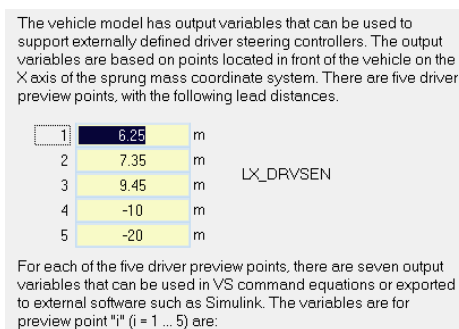 The vehicle model has output variables that can be used to
support externally defined driver steering controllers. The output
variables are based on points located in front of the vehicle on the
X axis of the sprung mass coordinate system. There are five driver
preview points, with the following lead distances.
1 6.25 m
2 7.35 m
3 9.45 m
4 -10 m
5 -20 m
LX_DRVSEN
For each of the five driver preview points, there are seven output
variables that can be used in VS command equations or exported
to external software such as Simulink. The variables are for
preview point "i" (i = 1 ... 5) are: